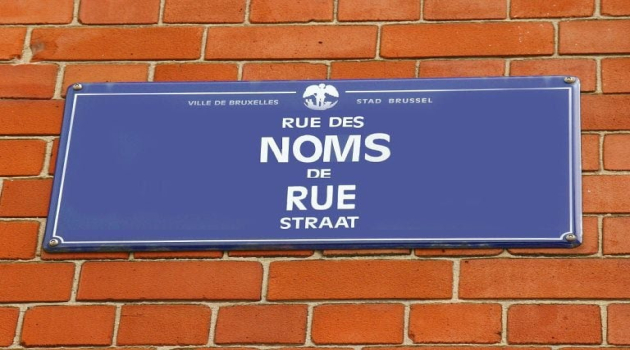 VILLE DE BRUXELLES STAD BRUSSEL
RUE DES
NOMS
DE
RUE
STRAAT